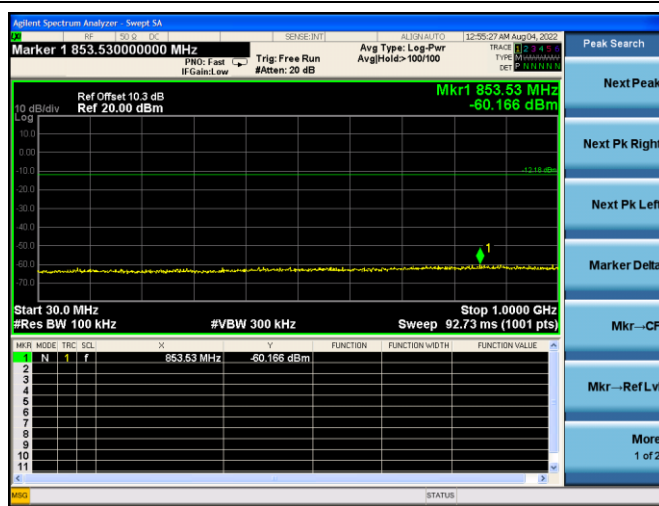 Agilent Spectrum Analyzer - Swept SA
RF 50 Ω DC SENSE:INT ALIGN AUTO 12:55:27 AM Aug 04, 2022
Marker 1 853.530000000 MHz
PNO: Fast
IFGain:Low
Trig: Free Run
#Atten: 20 dB
Avg Type: Log-Pwr
Avg|Hold:>100/100
TRACE 1 2 3 4 5 6
TYPE M
DET P N N N N N
Ref Offset 10.3 dB
Ref 20.00 dBm
10 dB/div
Log
Mkr1 853.53 MHz
-60.166 dBm
10.0
0.00
-10.0
-12.18 dBm
-20.0
-30.0
-40.0
-50.0
1
-60.0
-70.0
Start 30.0 MHz
Stop 1.0000 GHz
#Res BW 100 kHz #VBW 300 kHz Sweep 92.73 ms (1001 pts)
MKR MODE TRC SCL X Y FUNCTION FUNCTION WIDTH FUNCTION VALUE
1 N 1 f 853.53 MHz -60.166 dBm
2
3
4
5
6
7
8
9
10
11
MSG STATUS
Peak Search
Next Peak
Next Pk Right
Next Pk Left
Marker Delta
Mkr→CF
Mkr→Ref Lvl
More
1 of 2